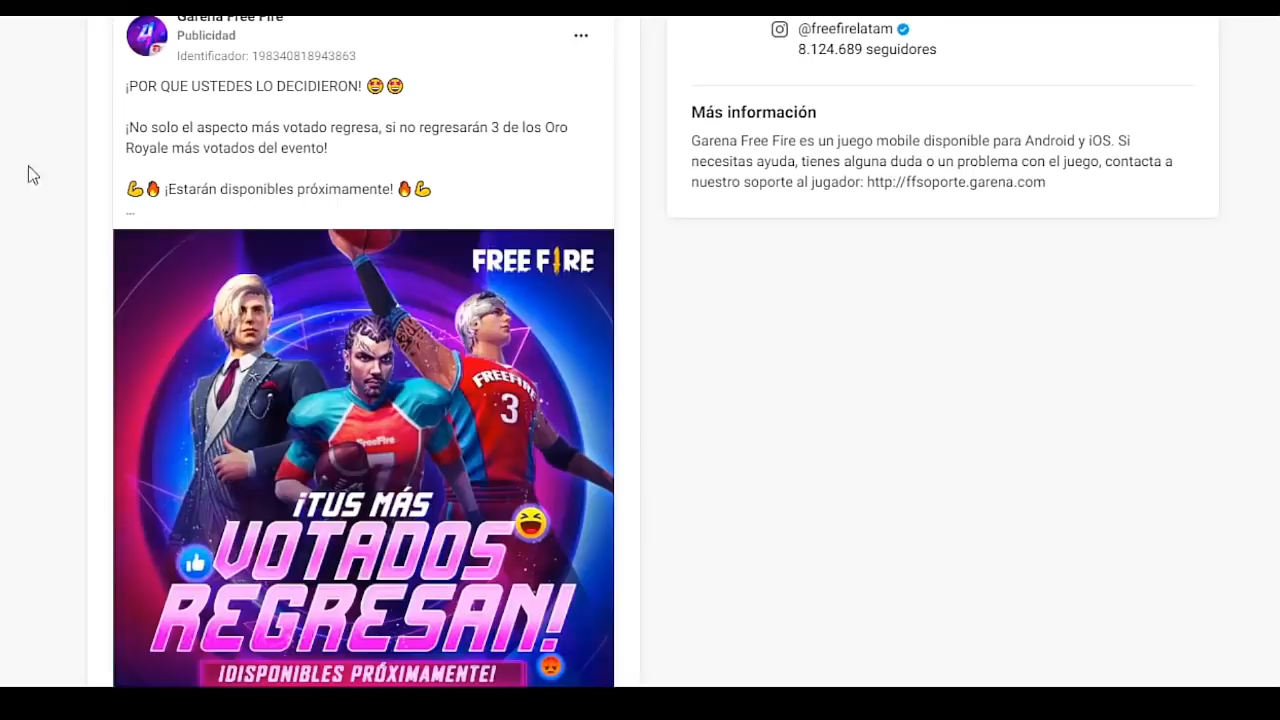 Garena Free Fire
Publicidad
Identificador: 198340818943863
¡POR QUE USTEDES LO DECIDIERON! 🤩🤩
¡No solo el aspecto más votado regresa, si no regresarán 3 de los Oro
Royale más votados del evento!
💪🔥 ¡Estarán disponibles próximamente! 🔥💪
...
FREE FIRE
FREEFIRE
3
FreeFire
7
¡TUS MÁS
VOTADOS
REGRESAN!
¡DISPONIBLES PRÓXIMAMENTE!
@freefirelatam
8.124.689 seguidores
Más información
Garena Free Fire es un juego mobile disponible para Android y iOS. Si
necesitas ayuda, tienes alguna duda o un problema con el juego, contacta a
nuestro soporte al jugador: http://ffsoporte.garena.com